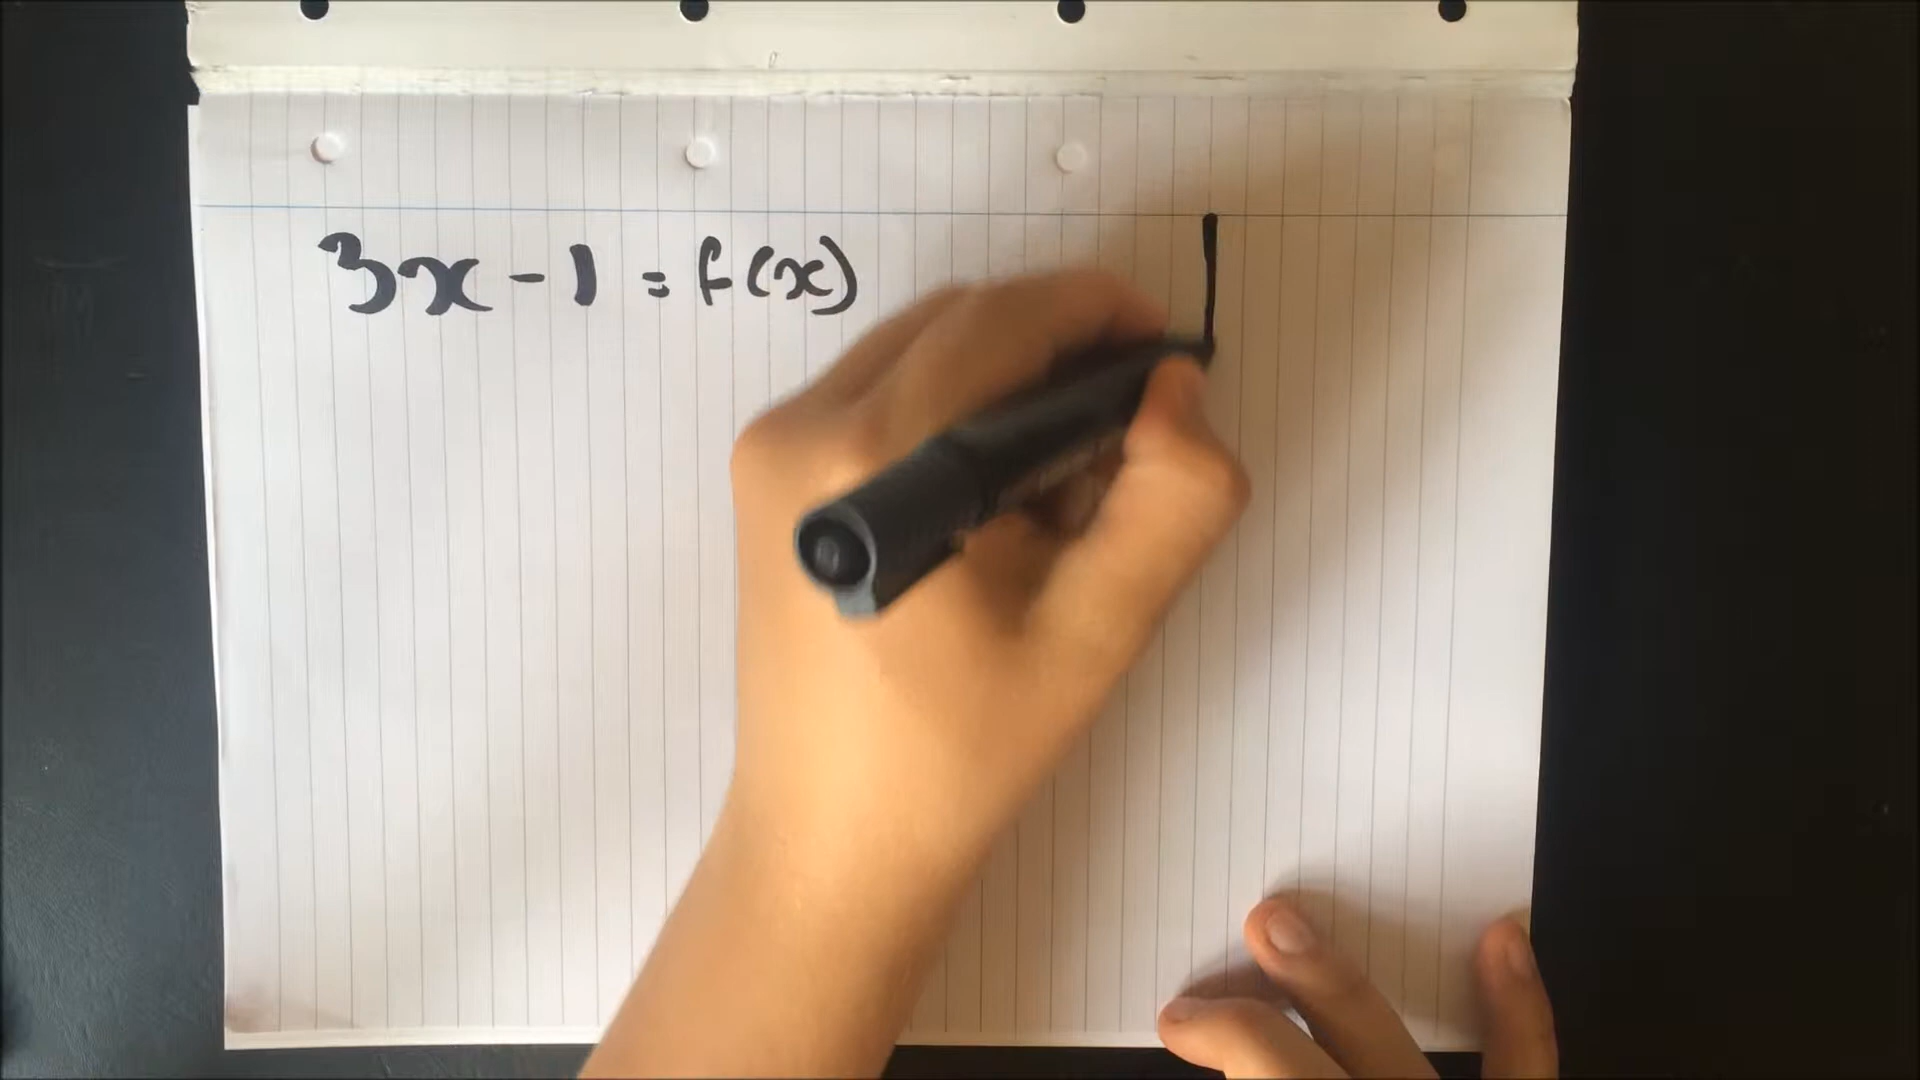 3x - 1 = f(x)